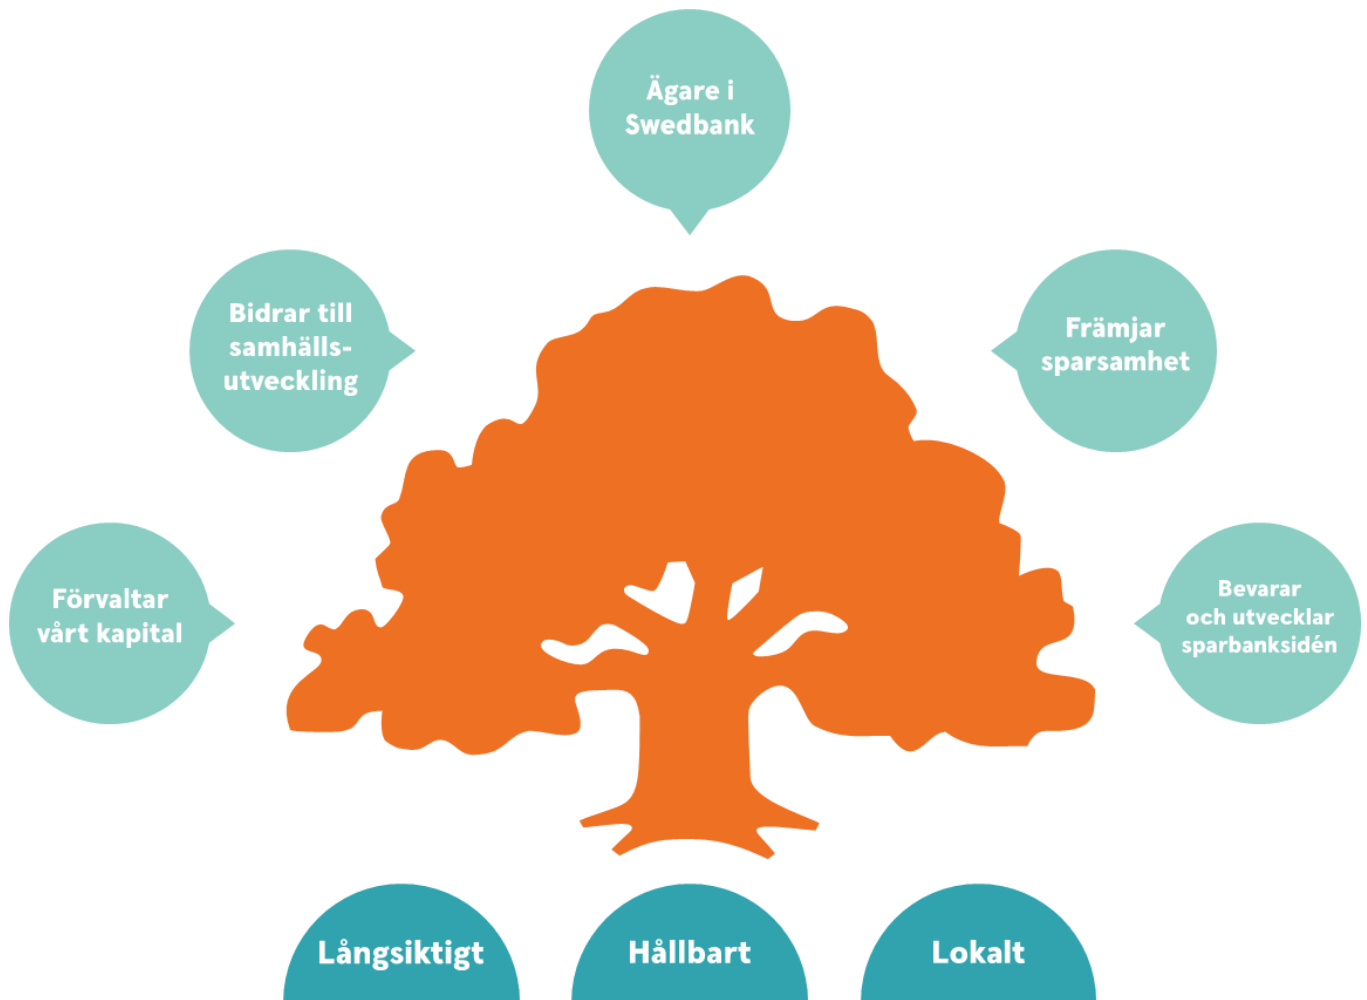 Ägare i
Swedbank
Bidrar till
samhälls-
utveckling
Främjar
sparsamhet
Förvaltar
vårt kapital
Bevarar
och utvecklar
sparbanksidén
Långsiktigt
Hållbart
Lokalt